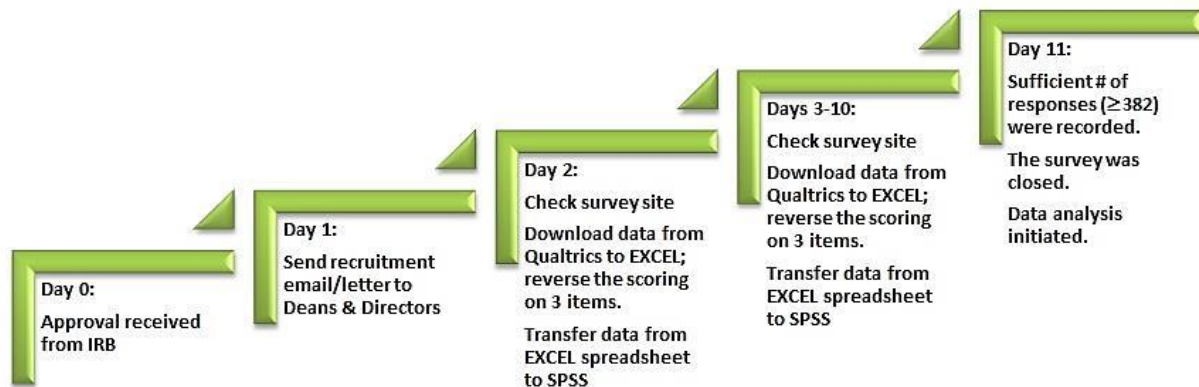 Day 0:
Approval received
from IRB
Day 1:
Send recruitment
email/letter to
Deans & Directors
Day 2:
Check survey site
Download data from
Qualtrics to EXCEL;
reverse the scoring
on 3 items.
Transfer data from
EXCEL spreadsheet
to SPSS
Days 3-10:
Check survey site
Download data from
Qualtrics to EXCEL;
reverse the scoring
on 3 items.
Transfer data from
EXCEL spreadsheet
to SPSS
Day 11:
Sufficient # of
responses (≥382)
were recorded.
The survey was
closed.
Data analysis
initiated.